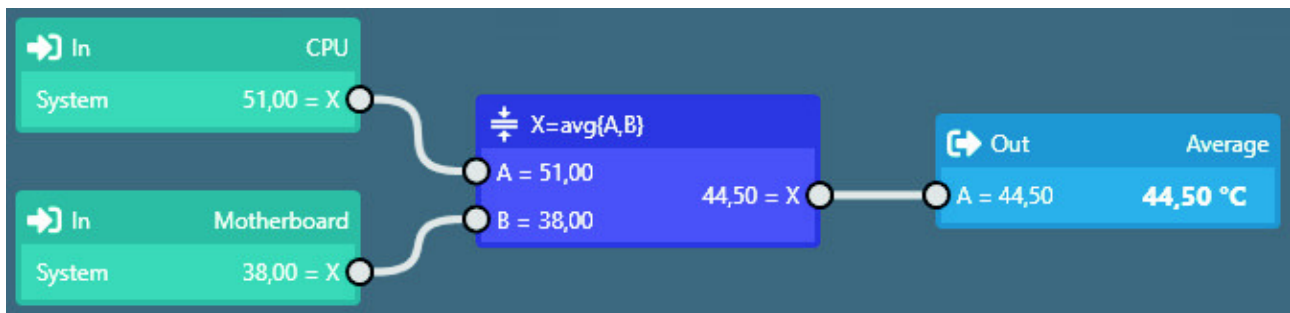 In CPU
System 51,00 = X
In Motherboard
System 38,00 = X
X=avg{A,B}
A = 51,00
44,50 = X
B = 38,00
Out Average
A = 44,50 44,50 °C